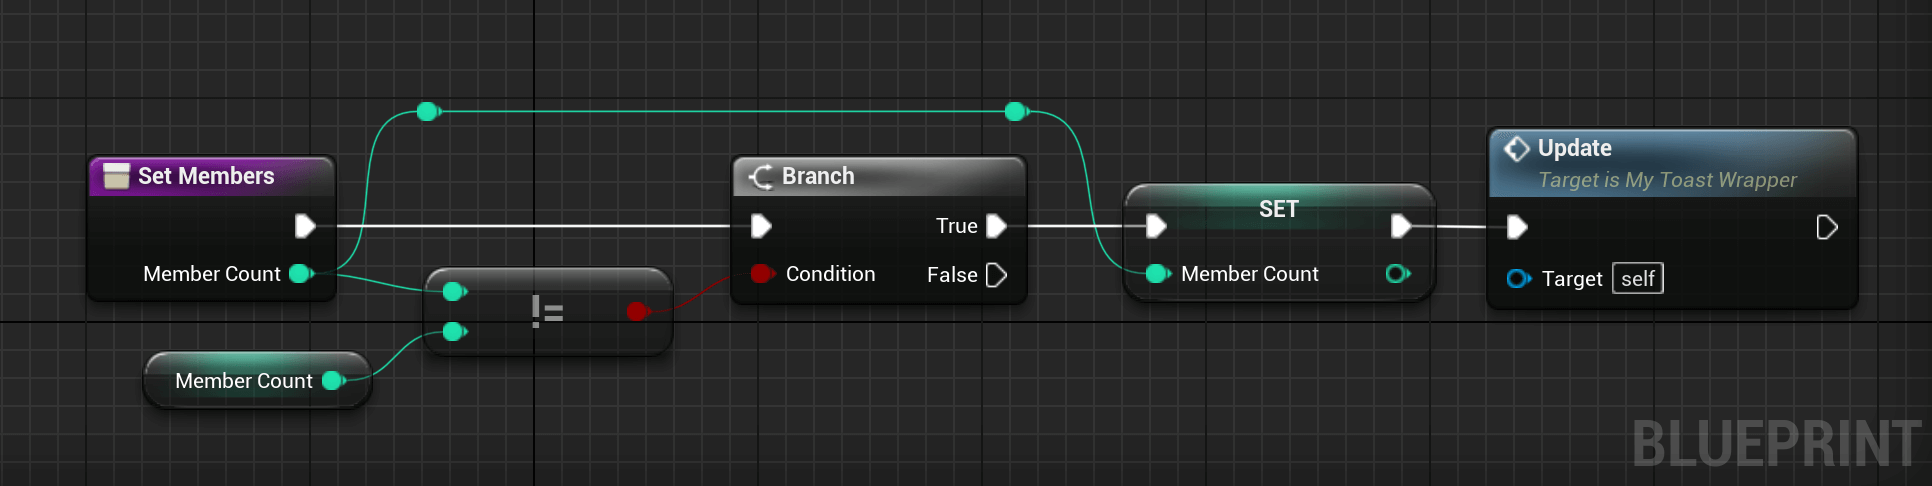 Set Members
Member Count
Member Count
!=
Branch
True
Condition
False
SET
Member Count
Update
Target is My Toast Wrapper
Target self
BLUEPRINT